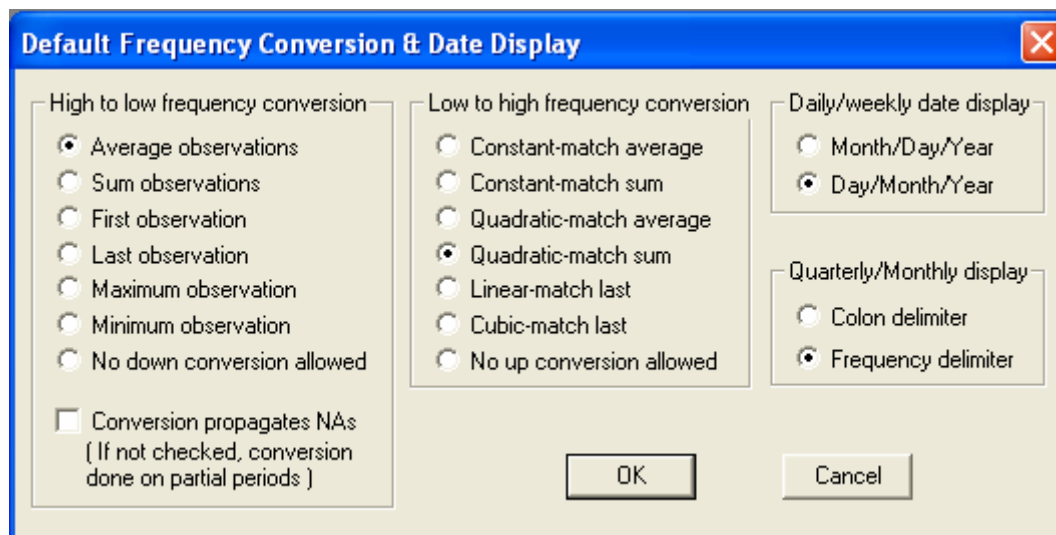 Default Frequency Conversion & Date Display
High to low frequency conversion
Average observations
Sum observations
First observation
Last observation
Maximum observation
Minimum observation
No down conversion allowed
Conversion propagates NAs
( If not checked, conversion
done on partial periods )
Low to high frequency conversion
Constant-match average
Constant-match sum
Quadratic-match average
Quadratic-match sum
Linear-match last
Cubic-match last
No up conversion allowed
Daily/weekly date display
Month/Day/Year
Day/Month/Year
Quarterly/Monthly display
Colon delimiter
Frequency delimiter
OK
Cancel